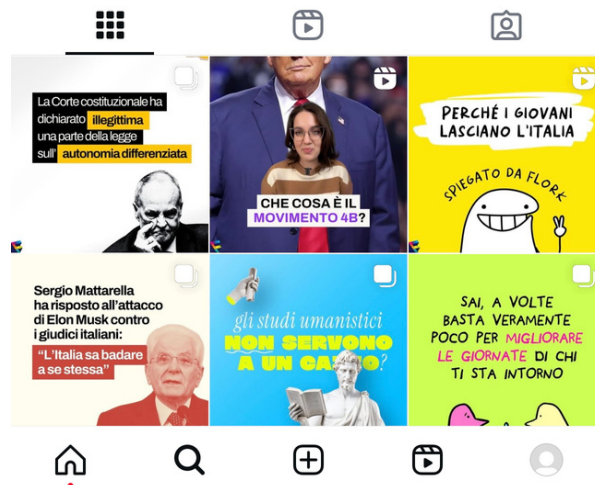 La Corte costituzionale ha
dichiarato illegittima
una parte della legge
sull' autonomia differenziata
CHE COSA È IL
MOVIMENTO 4B?
PERCHÉ I GIOVANI
LASCIANO L'ITALIA
SPIEGATO DA FLORK
Sergio Mattarella
ha risposto all'attacco
di Elon Musk contro
i giudici italiani:
“L'Italia sa badare
a se stessa”
gli studi umanistici
NON SERVONO
A UN CAZZO?
SAI, A VOLTE
BASTA VERAMENTE
POCO PER MIGLIORARE
LE GIORNATE DI CHI
TI STA INTORNO